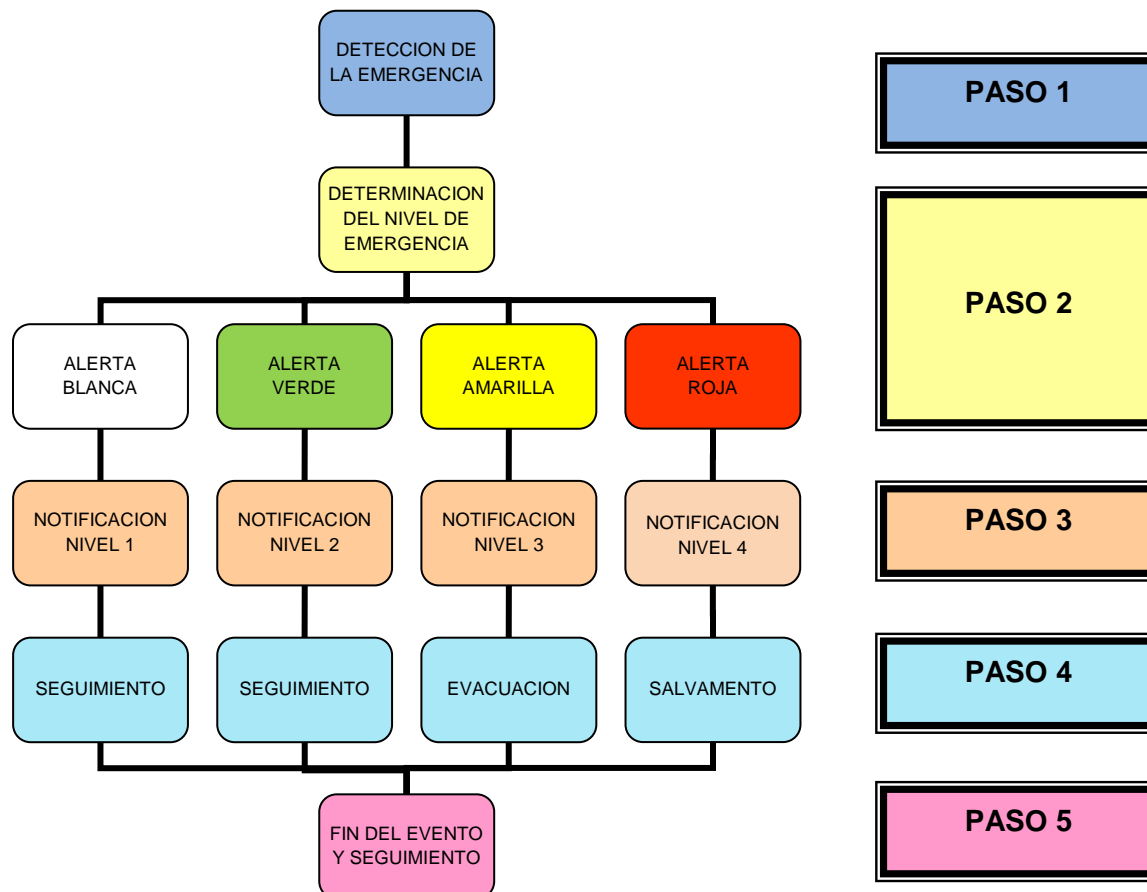 DETECCION DE
LA EMERGENCIA
PASO 1
DETERMINACION
DEL NIVEL DE
EMERGENCIA
PASO 2
ALERTA
BLANCA
ALERTA
VERDE
ALERTA
AMARILLA
ALERTA
ROJA
NOTIFICACION
NIVEL 1
NOTIFICACION
NIVEL 2
NOTIFICACION
NIVEL 3
NOTIFICACION
NIVEL 4
PASO 3
SEGUIMIENTO
SEGUIMIENTO
EVACUACION
SALVAMENTO
PASO 4
FIN DEL EVENTO
Y SEGUIMIENTO
PASO 5